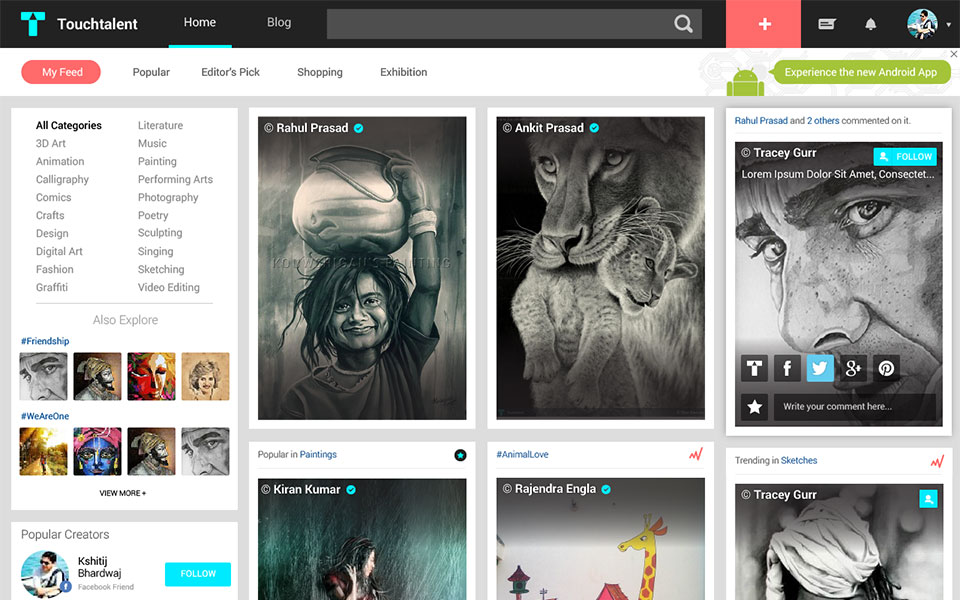 Touchtalent
Home
Blog
+
My Feed
Popular
Editor's Pick
Shopping
Exhibition
Experience the new Android App
All Categories
3D Art
Animation
Calligraphy
Comics
Crafts
Design
Digital Art
Fashion
Graffiti
Literature
Music
Painting
Performing Arts
Photography
Poetry
Sculpting
Singing
Sketching
Video Editing
Also Explore
#Friendship
#WeAreOne
VIEW MORE +
Popular Creators
Kshitij
Bhardwaj
Facebook Friend
FOLLOW
© Rahul Prasad
Popular in Paintings
© Kiran Kumar
© Ankit Prasad
#AnimalLove
© Rajendra Engla
Rahul Prasad and 2 others commented on it.
© Tracey Gurr
FOLLOW
Lorem Ipsum Dolor Sit Amet, Consectet...
Write your comment here...
Trending in Sketches
© Tracey Gurr